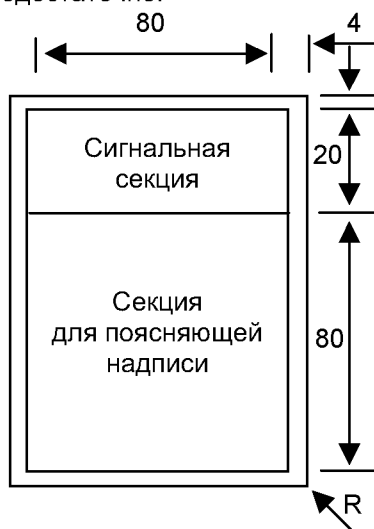 80
4
Сигнальная
секция
20
Секция
для поясняющей
надписи
80
R